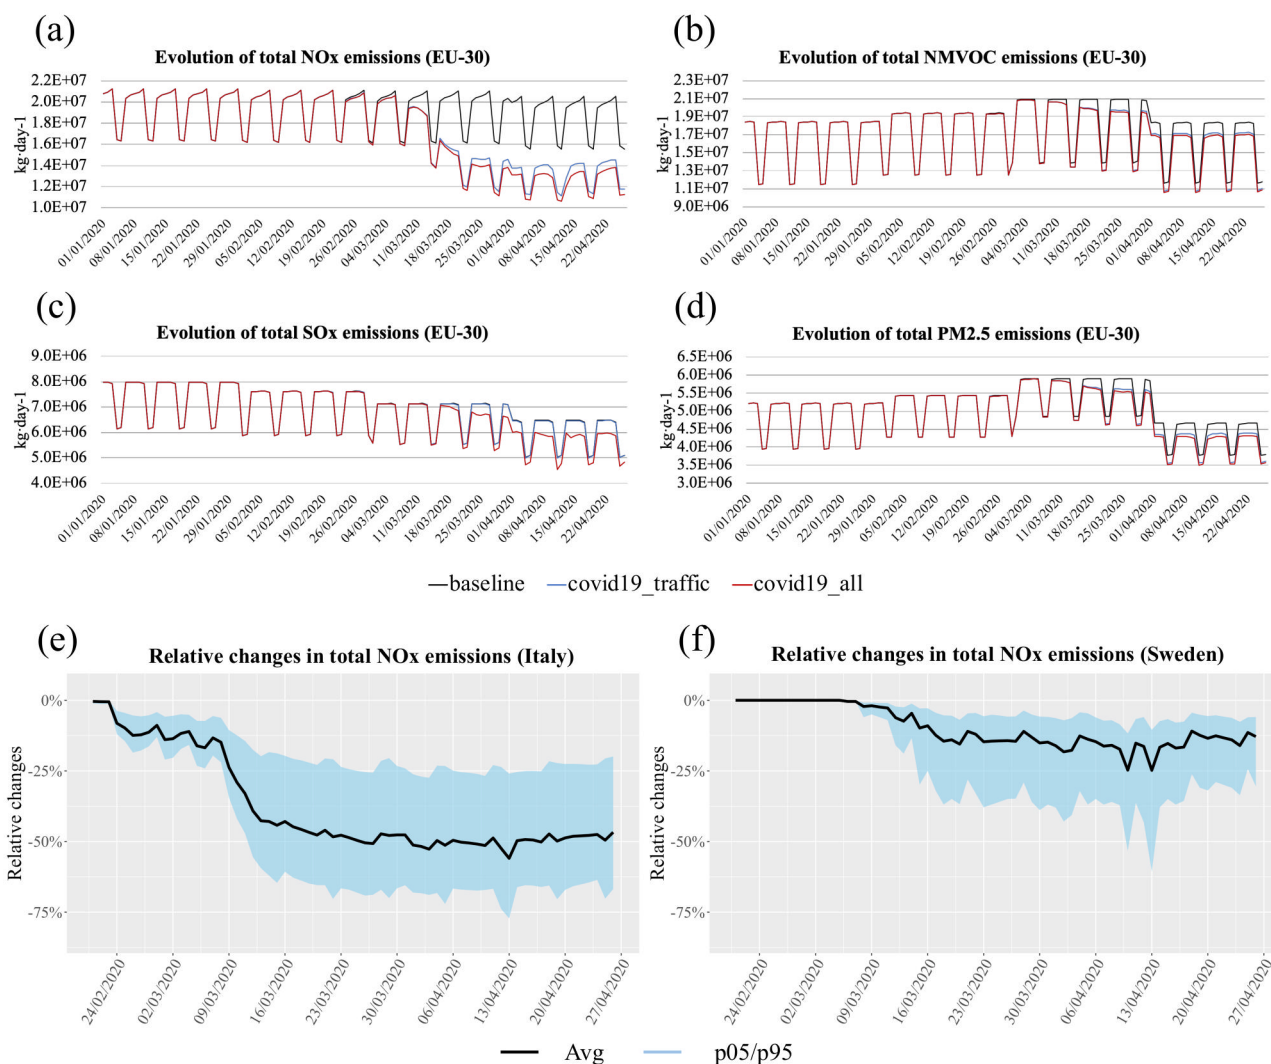 (a)
Evolution of total NOx emissions (EU-30)
kg·day-1
2.2E+07
2.0E+07
1.8E+07
1.6E+07
1.4E+07
1.2E+07
1.0E+07
01/01/2020
08/01/2020
15/01/2020
22/01/2020
29/01/2020
05/02/2020
12/02/2020
19/02/2020
26/02/2020
04/03/2020
11/03/2020
18/03/2020
25/03/2020
01/04/2020
08/04/2020
15/04/2020
22/04/2020
(b)
Evolution of total NMVOC emissions (EU-30)
kg·day-1
2.3E+07
2.1E+07
1.9E+07
1.7E+07
1.5E+07
1.3E+07
1.1E+07
9.0E+06
01/01/2020
08/01/2020
15/01/2020
22/01/2020
29/01/2020
05/02/2020
12/02/2020
19/02/2020
26/02/2020
04/03/2020
11/03/2020
18/03/2020
25/03/2020
01/04/2020
08/04/2020
15/04/2020
22/04/2020
(c)
Evolution of total SOx emissions (EU-30)
kg·day-1
9.0E+06
8.0E+06
7.0E+06
6.0E+06
5.0E+06
4.0E+06
01/01/2020
08/01/2020
15/01/2020
22/01/2020
29/01/2020
05/02/2020
12/02/2020
19/02/2020
26/02/2020
04/03/2020
11/03/2020
18/03/2020
25/03/2020
01/04/2020
08/04/2020
15/04/2020
22/04/2020
(d)
Evolution of total PM2.5 emissions (EU-30)
kg·day-1
6.5E+06
6.0E+06
5.5E+06
5.0E+06
4.5E+06
4.0E+06
3.5E+06
3.0E+06
01/01/2020
08/01/2020
15/01/2020
22/01/2020
29/01/2020
05/02/2020
12/02/2020
19/02/2020
26/02/2020
04/03/2020
11/03/2020
18/03/2020
25/03/2020
01/04/2020
08/04/2020
15/04/2020
22/04/2020
baseline covid19_traffic covid19_all
(e)
Relative changes in total NOx emissions (Italy)
Relative changes
0%
-25%
-50%
-75%
24/02/2020
02/03/2020
09/03/2020
16/03/2020
23/03/2020
30/03/2020
06/04/2020
13/04/2020
20/04/2020
27/04/2020
(f)
Relative changes in total NOx emissions (Sweden)
Relative changes
0%
-25%
-50%
-75%
24/02/2020
02/03/2020
09/03/2020
16/03/2020
23/03/2020
30/03/2020
06/04/2020
13/04/2020
20/04/2020
27/04/2020
Avg p05/p95